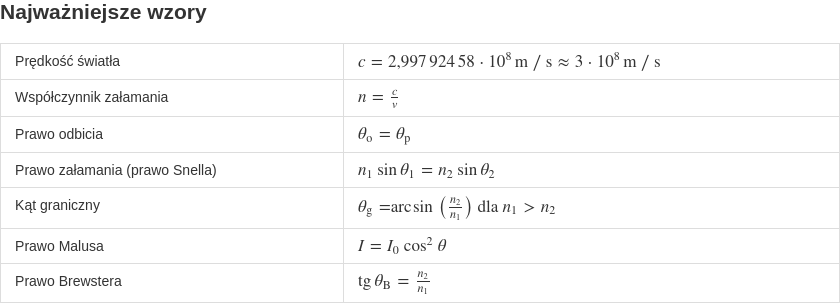 Najważniejsze wzory
Prędkość światła c = 2,997 924 58 · 10⁸ m / s ≈ 3 · 10⁸ m / s
Współczynnik załamania n = c/v
Prawo odbicia θₒ = θₚ
Prawo załamania (prawo Snella) n₁ sin θ₁ = n₂ sin θ₂
Kąt graniczny θ_g =arc sin (n₂/n₁) dla n₁ > n₂
Prawo Malusa I = I₀ cos² θ
Prawo Brewstera tg θ_B = n₂/n₁